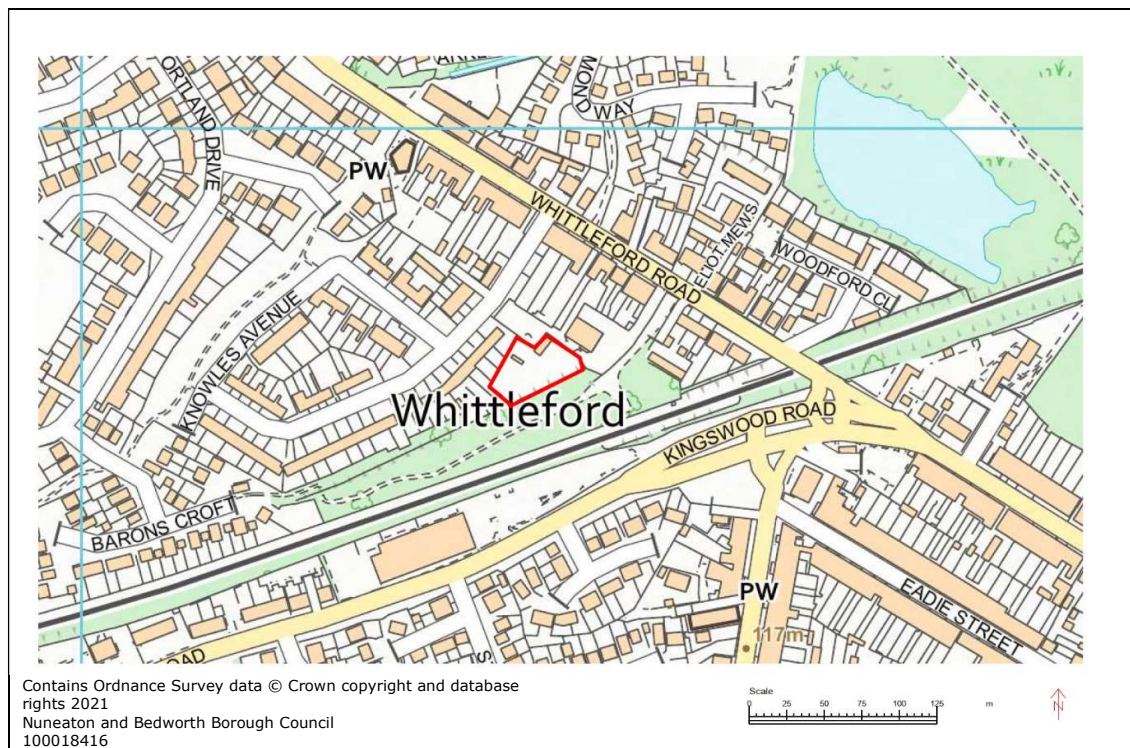 ORTLAND DRIVE
MOND
WAY
PW
WHITTLEFORD ROAD
ELIOT MEWS
WOODFORD CL
KNOWLES AVENUE
Whittleford
KINGSWOOD ROAD
BARONS CROFT
PW
EADIE STREET
117m
ROAD
S
Contains Ordnance Survey data © Crown copyright and database
rights 2021
Nuneaton and Bedworth Borough Council
100018416
Scale
0 25 50 75 100 125 m
N